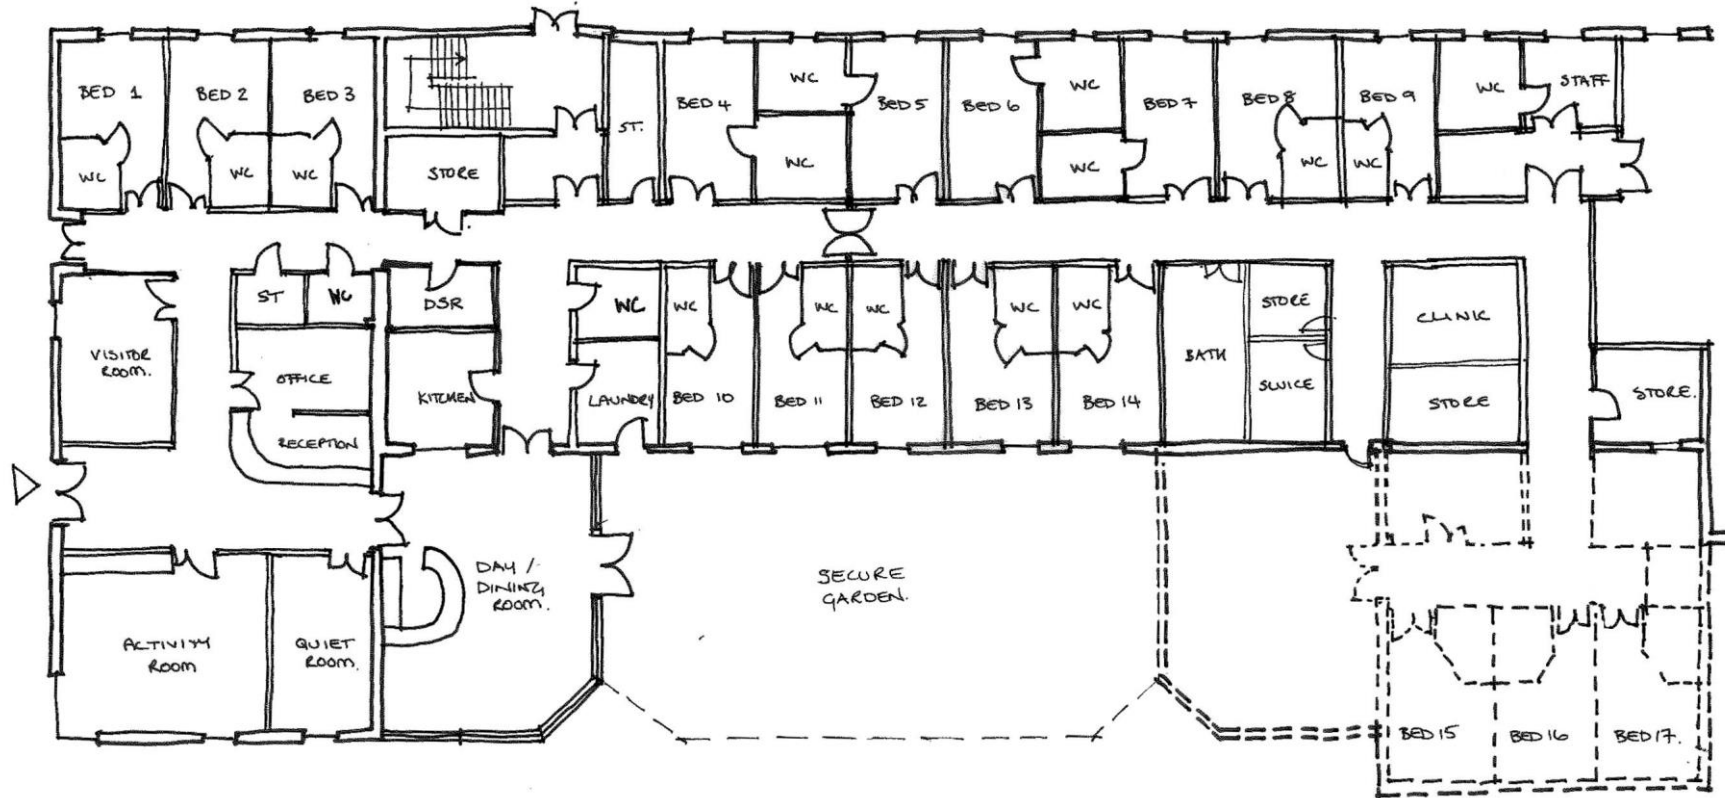 BED 1
BED 2
BED 3
WC
WC
WC
STORE
ST.
BED 4
WC
WC
BED 5
BED 6
WC
WC
BED 7
BED 8
BED 9
WC
WC
WC
STAFF
VISITOR
ROOM.
ST
WC
OFFICE
RECEPTION
DSR
KITCHEN
WC
LAUNDRY
WC
BED 10
WC
BED 11
WC
BED 12
WC
BED 13
WC
BED 14
BATH
STORE
SLUICE
CLINIC
STORE
STORE.
ACTIVITY
ROOM
QUIET
ROOM.
DAY /
DINING
ROOM.
SECURE
GARDEN.
BED 15
BED 16
BED 17.